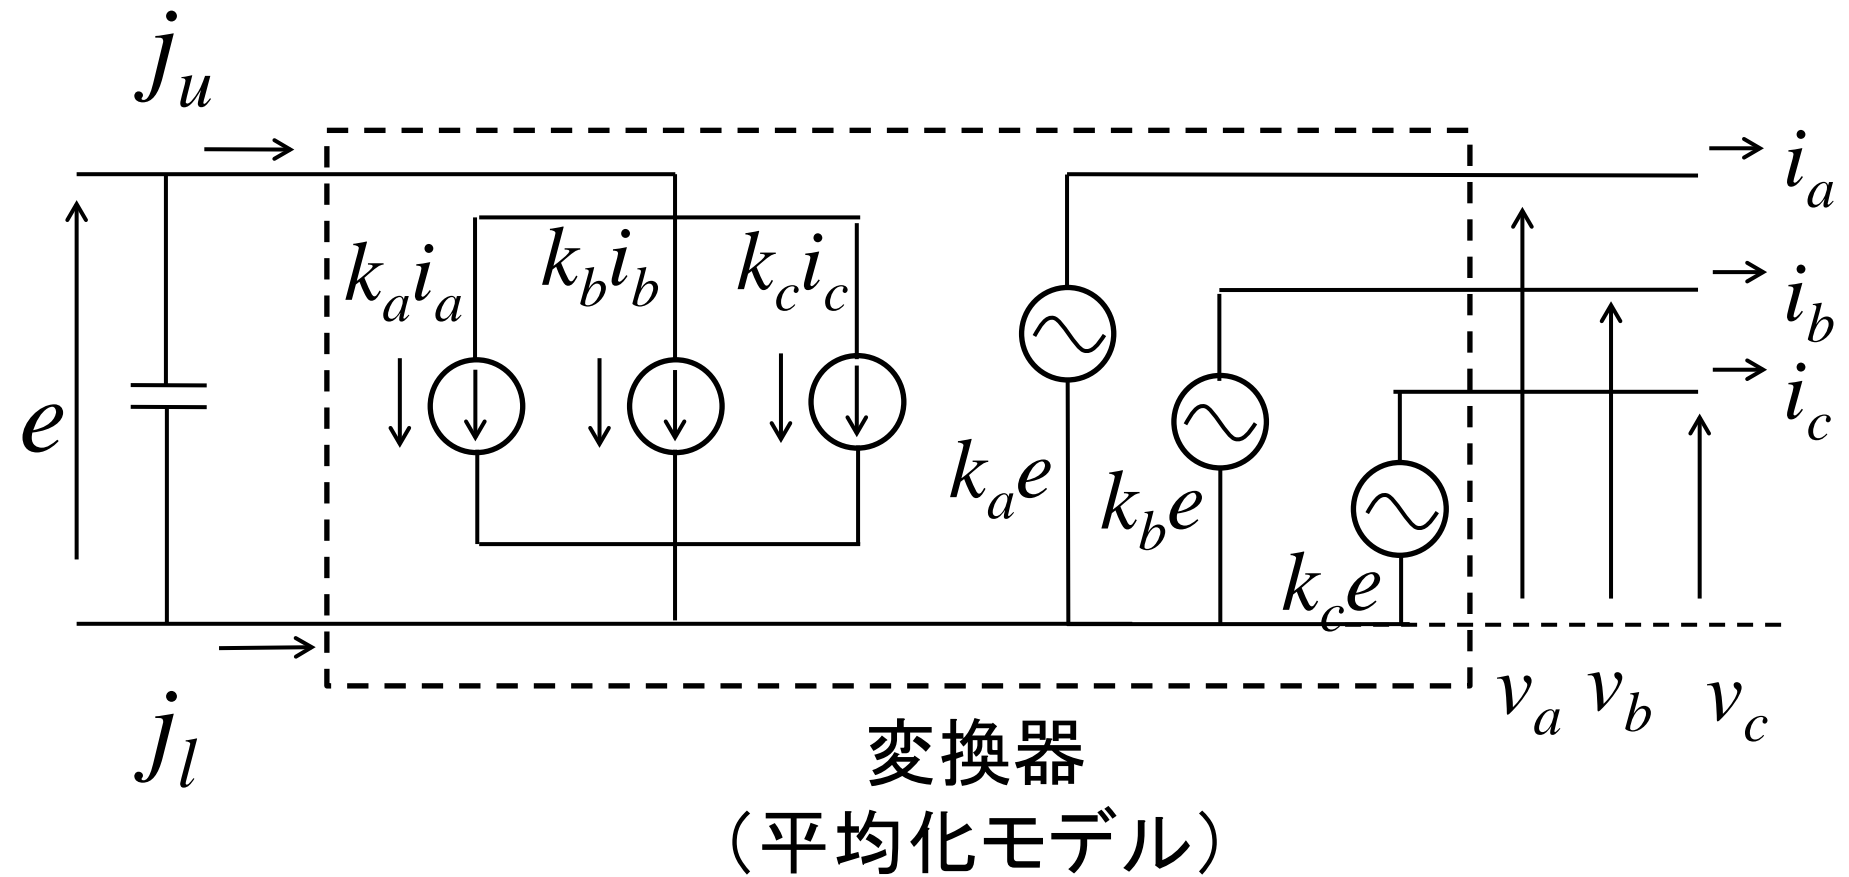 j_u
i_a
k_a i_a
k_b i_b
k_c i_c
i_b
i_c
e
k_a e
k_b e
k_c e
j_l
v_a
v_b
v_c
変換器
（平均化モデル）